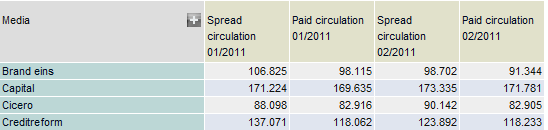 Media Spread circulation 01/2011 Paid circulation 01/2011 Spread circulation 02/2011 Paid circulation 02/2011
Brand eins 106.825 98.115 98.702 91.344
Capital 171.224 169.635 173.335 171.781
Cicero 88.098 82.916 90.142 82.905
Creditreform 137.071 118.062 123.892 118.233